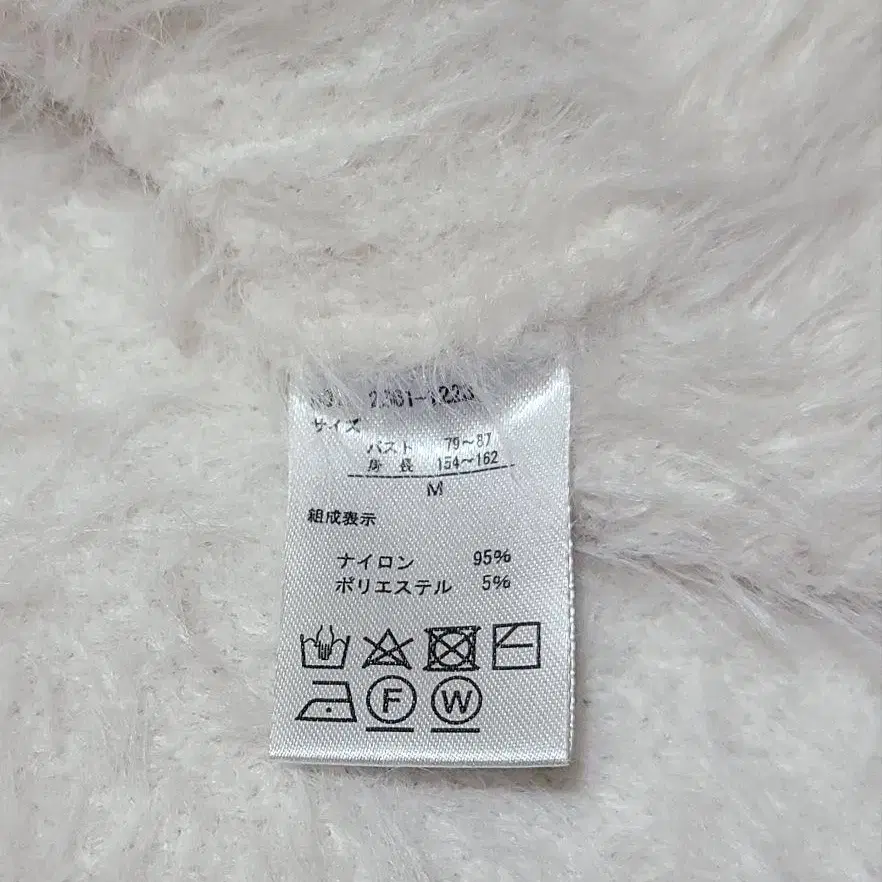 サイズ
バスト 79～87
身長 154～162
M
組成表示
ナイロン 95%
ポリエステル 5%
F W